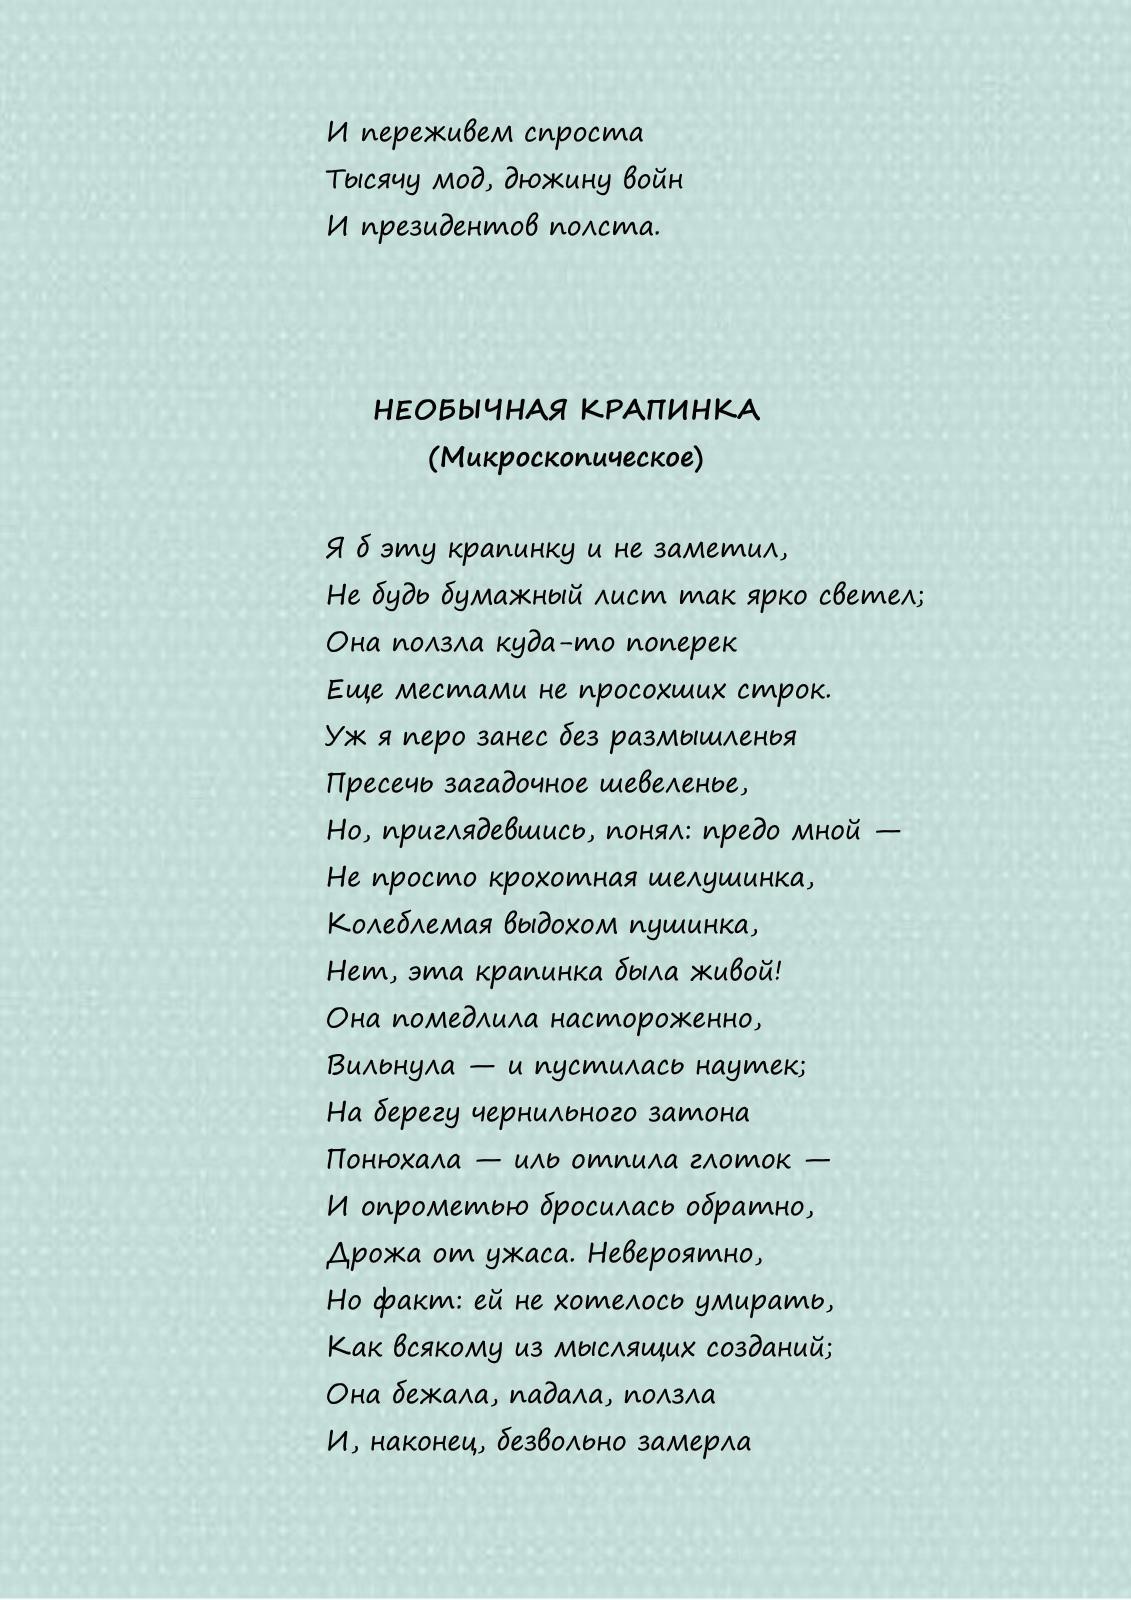 И переживем спроста
Тысячу мод, дюжину войн
И президентов полста.
НЕОБЫЧНАЯ КРАПИНКА
(Микроскопическое)
Я б эту крапинку и не заметил,
Не будь бумажный лист так ярко светел;
Она ползла куда-то поперек
Еще местами не просохших строк.
Уж я перо занес без размышленья
Пресечь загадочное шевеленье,
Но, приглядевшись, понял: предо мной —
Не просто крохотная шелушинка,
Колеблемая выдохом пушинка,
Нет, эта крапинка была живой!
Она помедлила настороженно,
Вильнула — и пустилась наутек;
На берегу чернильного затона
Понюхала — иль отпила глоток —
И опрометью бросилась обратно,
Дрожа от ужаса. Невероятно,
Но факт: ей не хотелось умирать,
Как всякому из мыслящих созданий;
Она бежала, падала, ползла
И, наконец, безвольно замерла